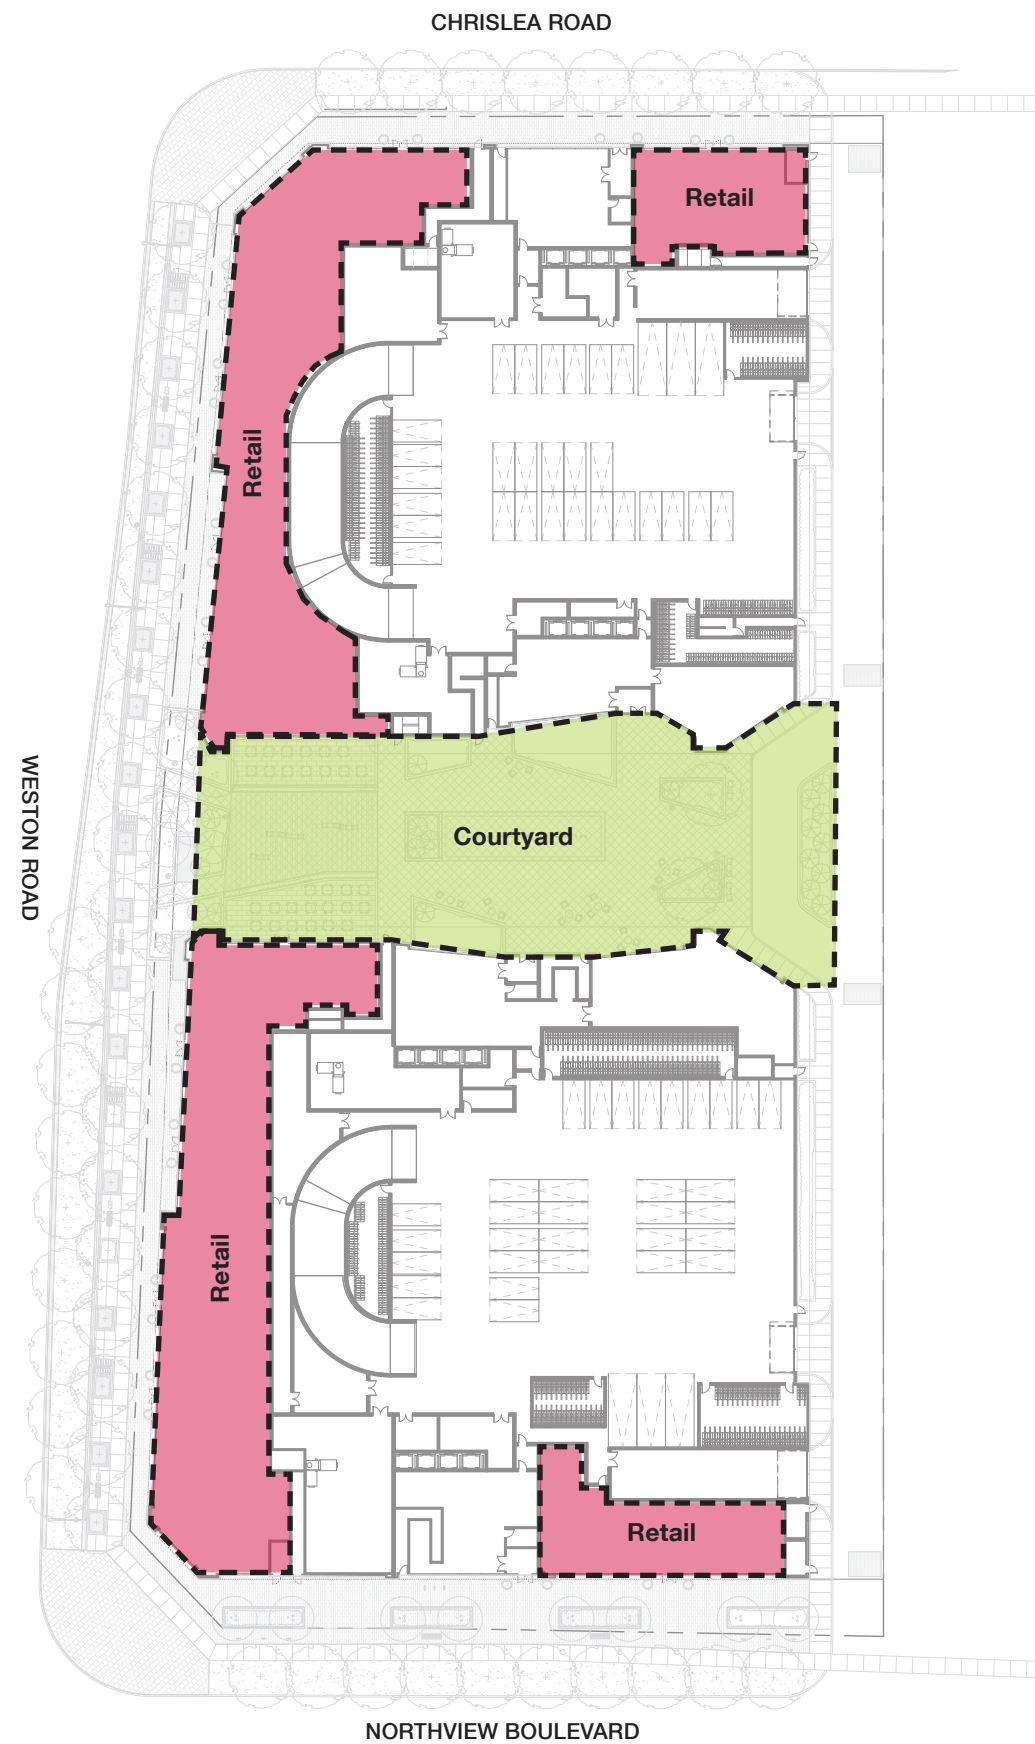 CHRISLEA ROAD
Retail
Retail
WESTON ROAD
Courtyard
Retail
Retail
NORTHVIEW BOULEVARD